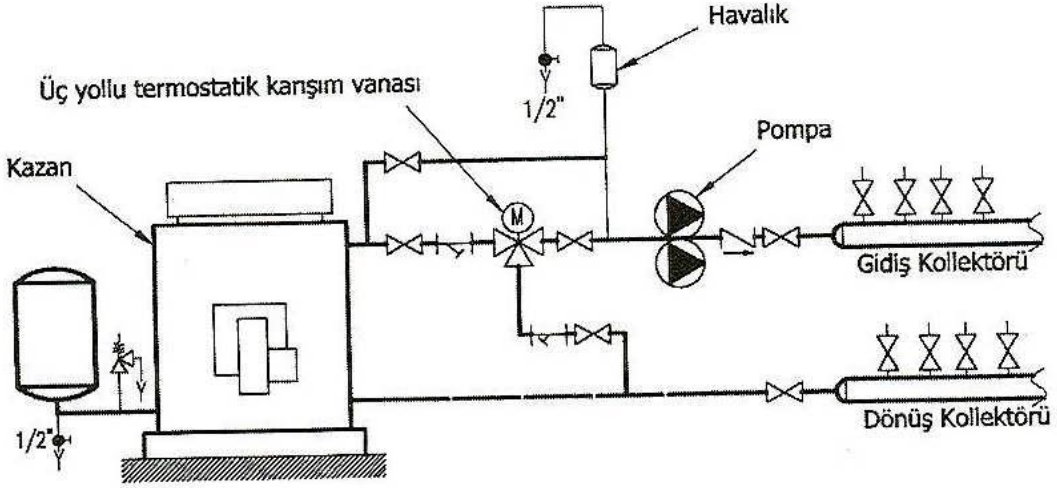 Havalık
Üç yollu termostatik karışım vanası
1/2"
Pompa
Kazan
M
Gidiş Kollektörü
Dönüş Kollektörü
1/2"